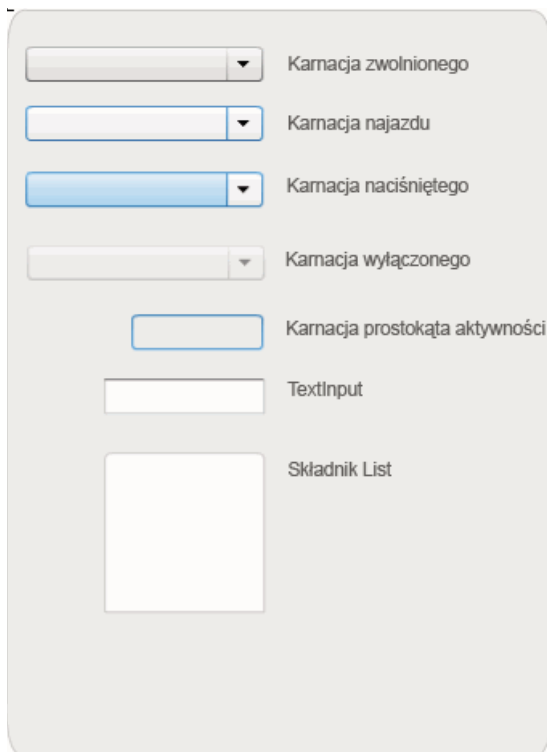 Karnacja zwolnionego
Karnacja najazdu
Karnacja naciśniętego
Karnacja wyłączonego
Karnacja prostokąta aktywności
TextInput
Składnik List